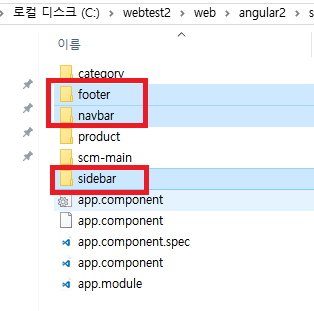 로컬 디스크 (C:) > webtest2 > web > angular2 > s
이름
category
footer
navbar
product
scm-main
sidebar
app.component
app.component
app.component.spec
app.component
app.module